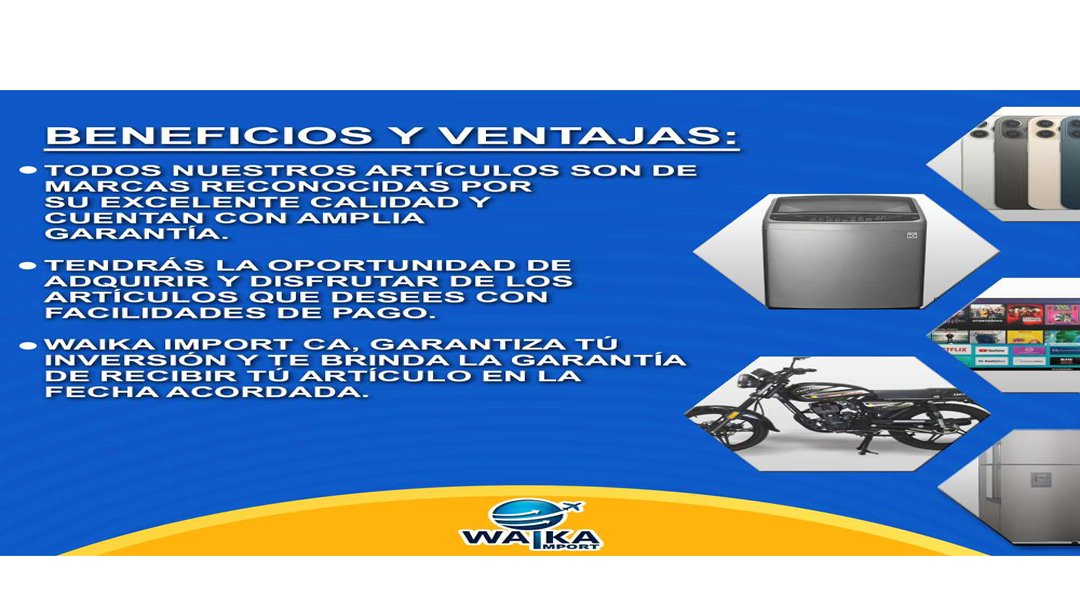 BENEFICIOS Y VENTAJAS:
TODOS NUESTROS ARTÍCULOS SON DE
MARCAS RECONOCIDAS POR
SU EXCELENTE CALIDAD Y
CUENTAN CON AMPLIA
GARANTÍA.
TENDRÁS LA OPORTUNIDAD DE
ADQUIRIR Y DISFRUTAR DE LOS
ARTÍCULOS QUE DESEES CON
FACILIDADES DE PAGO.
WAIKA IMPORT CA, GARANTIZA TÚ
INVERSIÓN Y TE BRINDA LA GARANTÍA
DE RECIBIR TÚ ARTÍCULO EN LA
FECHA ACORDADA.
WAIKA
IMPORT